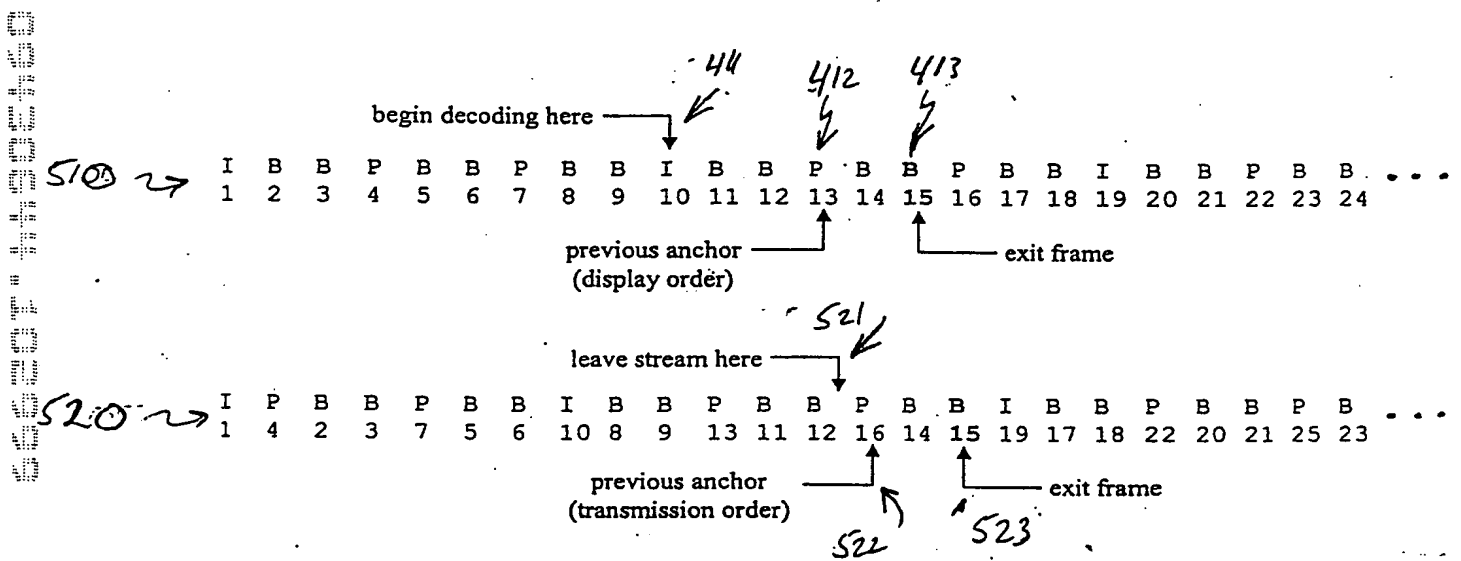 411 412 413
begin decoding here
510 I B B P B B P B B I B B P B B P B B I B B P B B ...
1 2 3 4 5 6 7 8 9 10 11 12 13 14 15 16 17 18 19 20 21 22 23 24
previous anchor exit frame
(display order)
521
leave stream here
520 I P B B P B B I B B P B B P B B I B B P B B P B ...
1 4 2 3 7 5 6 10 8 9 13 11 12 16 14 15 19 17 18 22 20 21 25 23
previous anchor exit frame
(transmission order)
522 523